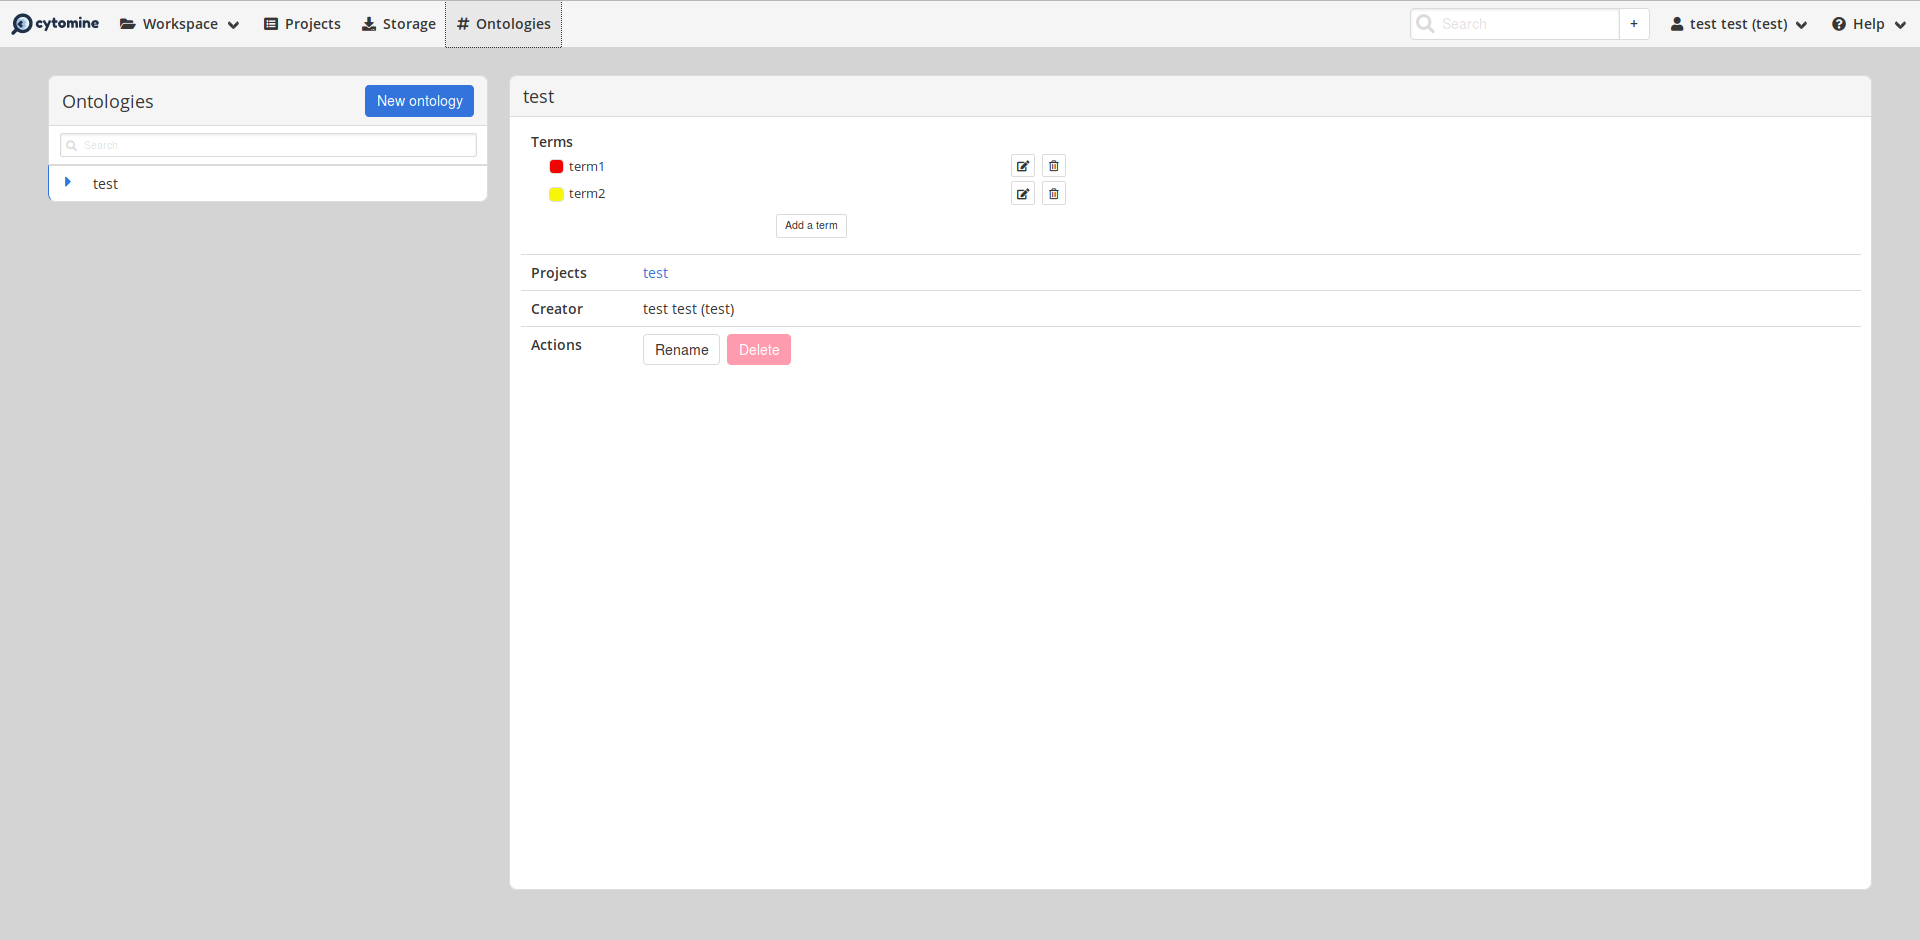 cytomine Workspace Projects Storage # Ontologies Search + test test (test) Help
Ontologies New ontology
Search
test
test
Terms
term1
term2
Add a term
Projects test
Creator test test (test)
Actions Rename Delete